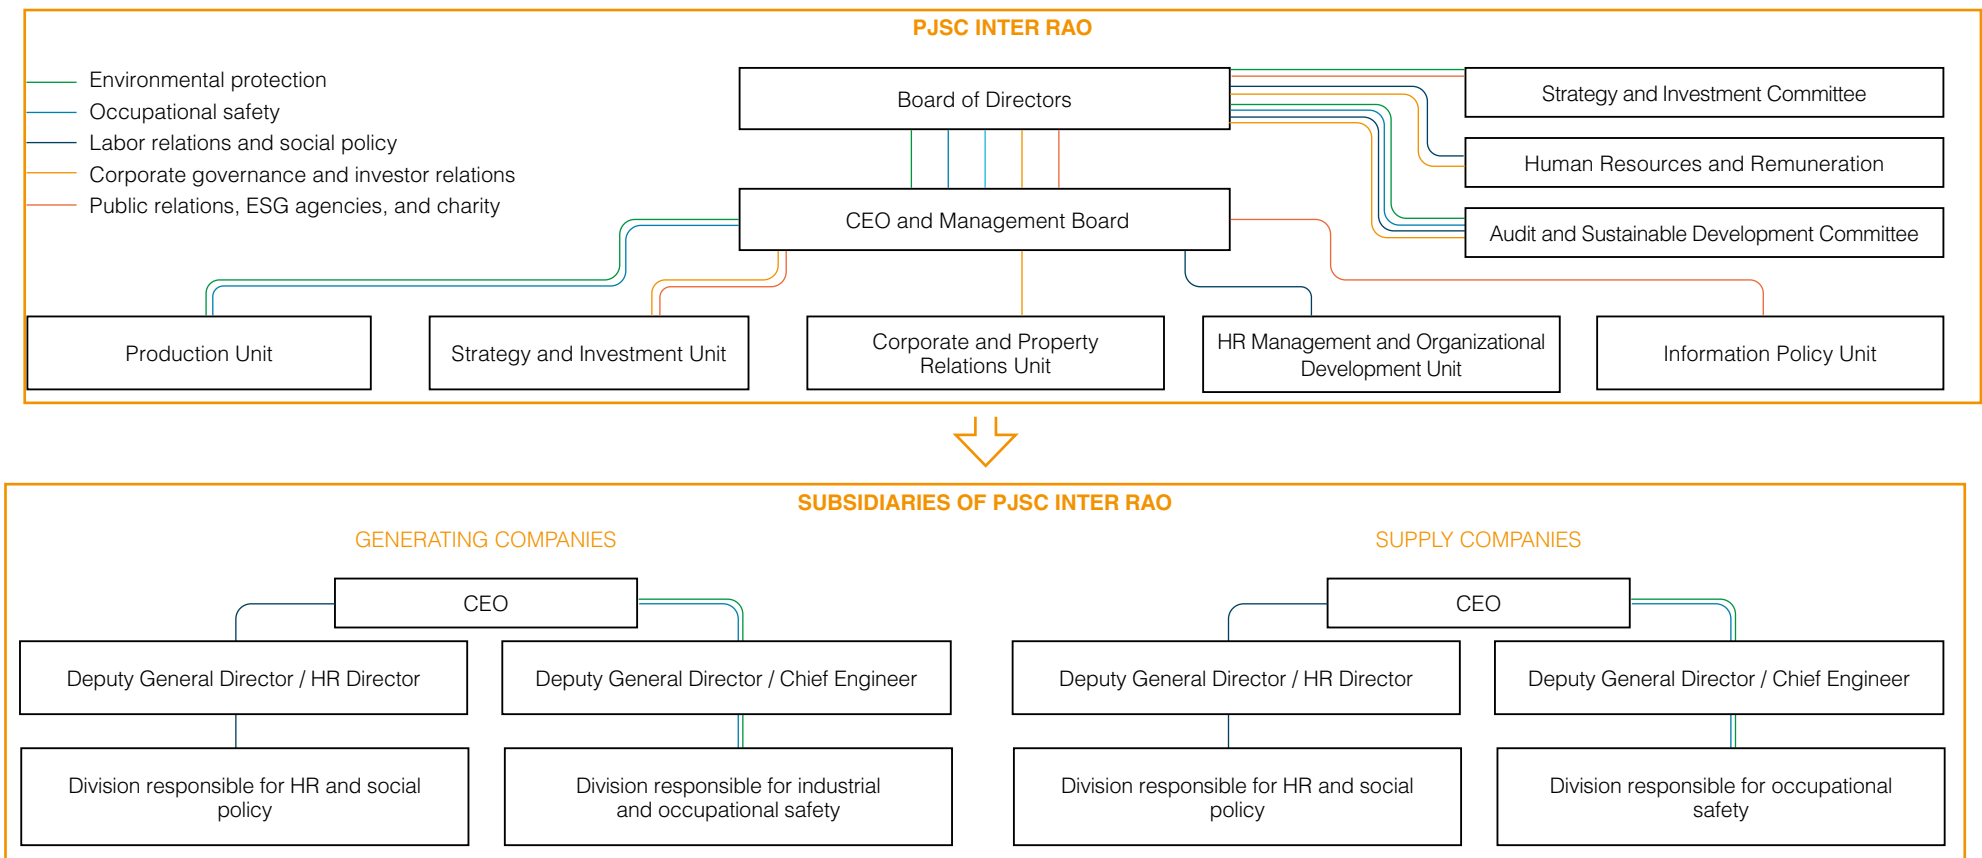 PJSC INTER RAO
Environmental protection
Occupational safety
Labor relations and social policy
Corporate governance and investor relations
Public relations, ESG agencies, and charity
Board of Directors
Strategy and Investment Committee
Human Resources and Remuneration
Audit and Sustainable Development Committee
CEO and Management Board
Production Unit
Strategy and Investment Unit
Corporate and Property
Relations Unit
HR Management and Organizational
Development Unit
Information Policy Unit
SUBSIDIARIES OF PJSC INTER RAO
GENERATING COMPANIES
CEO
Deputy General Director / HR Director
Deputy General Director / Chief Engineer
Division responsible for HR and social
policy
Division responsible for industrial
and occupational safety
SUPPLY COMPANIES
CEO
Deputy General Director / HR Director
Deputy General Director / Chief Engineer
Division responsible for HR and social
policy
Division responsible for occupational
safety